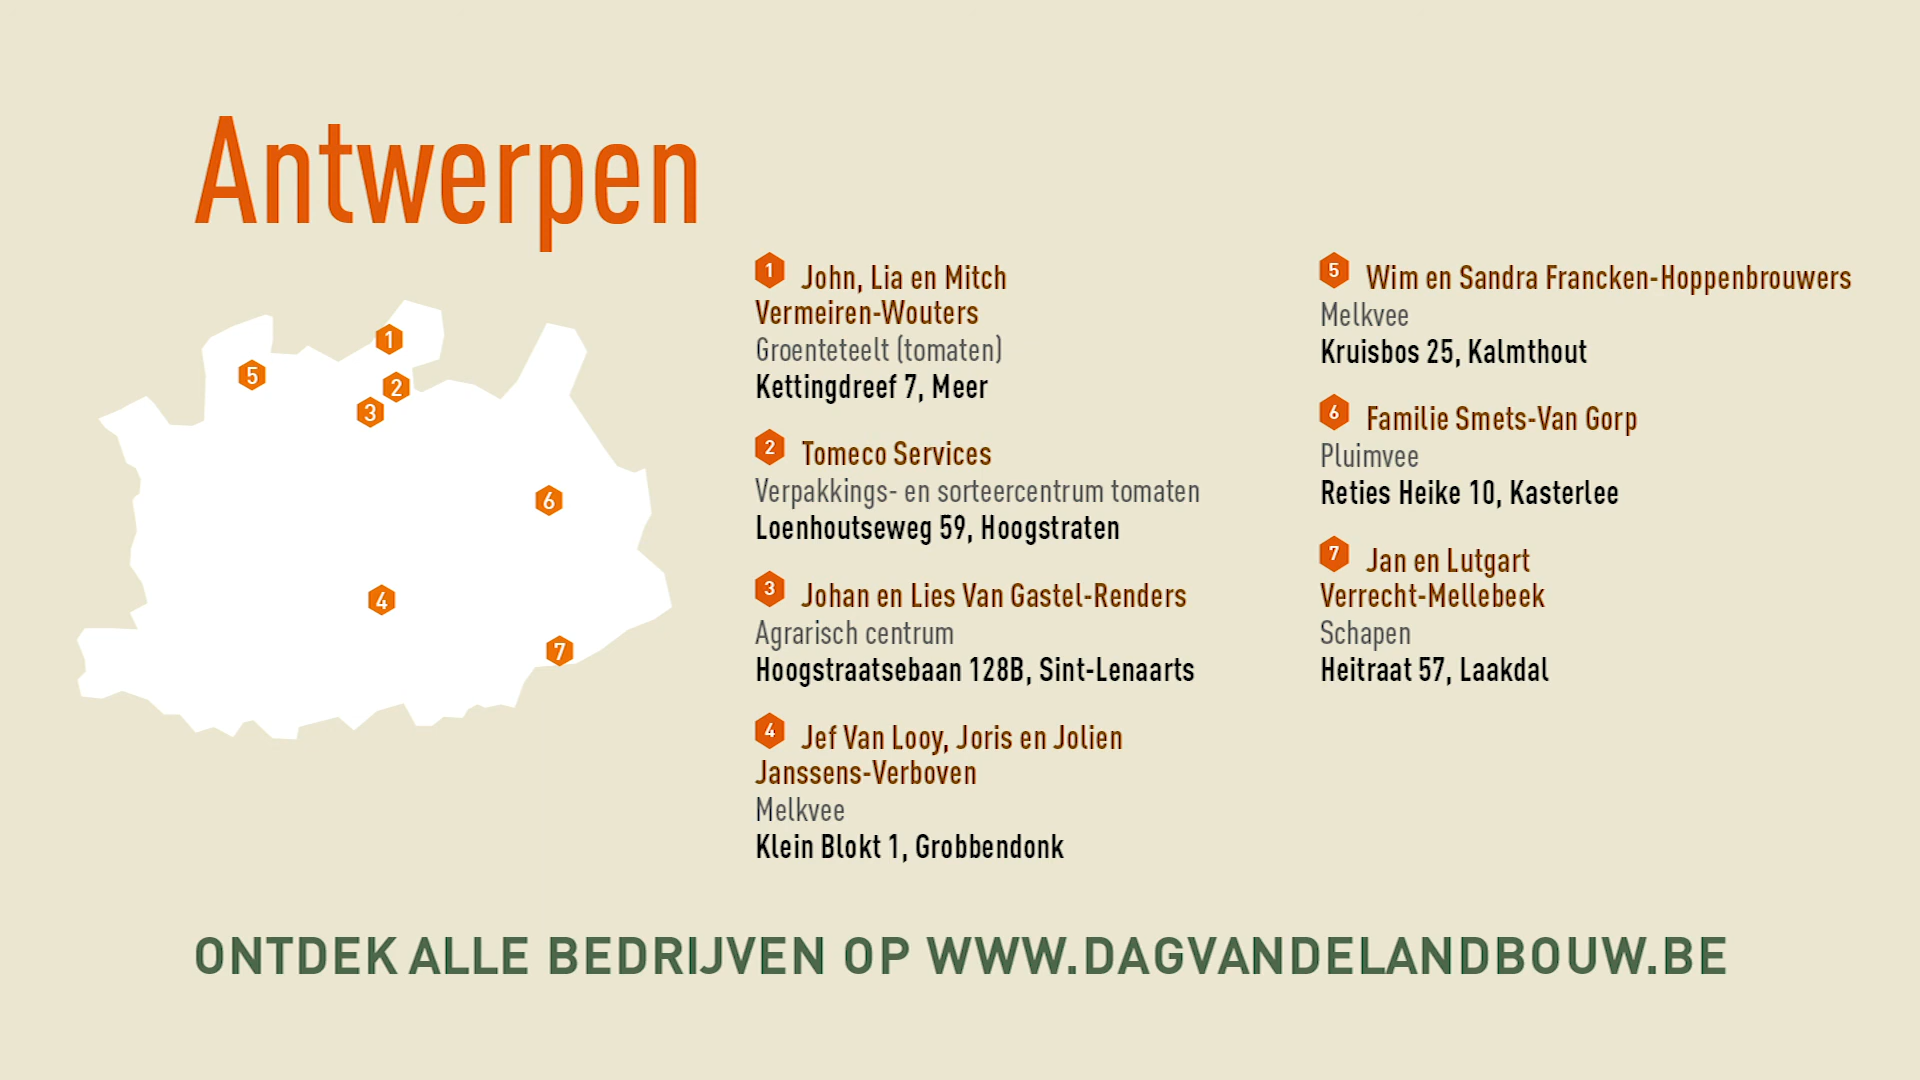 Antwerpen
1
2
3
4
5
6
7
1 John, Lia en Mitch
Vermeiren-Wouters
Groenteteelt (tomaten)
Kettingdreef 7, Meer
2 Tomeco Services
Verpakkings- en sorteercentrum tomaten
Loenhoutseweg 59, Hoogstraten
3 Johan en Lies Van Gastel-Renders
Agrarisch centrum
Hoogstraatsebaan 128B, Sint-Lenaarts
4 Jef Van Looy, Joris en Jolien
Janssens-Verboven
Melkvee
Klein Blokt 1, Grobbendonk
5 Wim en Sandra Francken-Hoppenbrouwers
Melkvee
Kruisbos 25, Kalmthout
6 Familie Smets-Van Gorp
Pluimvee
Reties Heike 10, Kasterlee
7 Jan en Lutgart
Verrecht-Mellebeek
Schapen
Heitraat 57, Laakdal
ONTDEK ALLE BEDRIJVEN OP WWW.DAGVANDELANDBOUW.BE